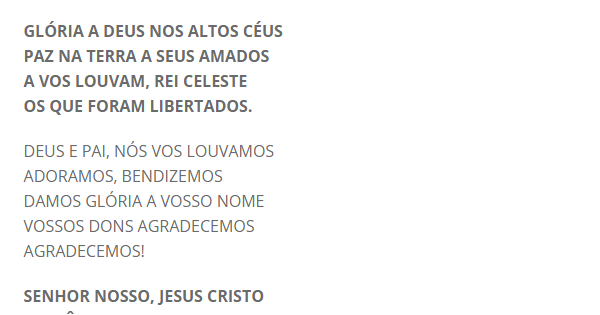 GLÓRIA A DEUS NOS ALTOS CÉUS
PAZ NA TERRA A SEUS AMADOS
A VOS LOUVAM, REI CELESTE
OS QUE FORAM LIBERTADOS.
DEUS E PAI, NÓS VOS LOUVAMOS
ADORAMOS, BENDIZEMOS
DAMOS GLÓRIA A VOSSO NOME
VOSSOS DONS AGRADECEMOS
AGRADECEMOS!
SENHOR NOSSO, JESUS CRISTO